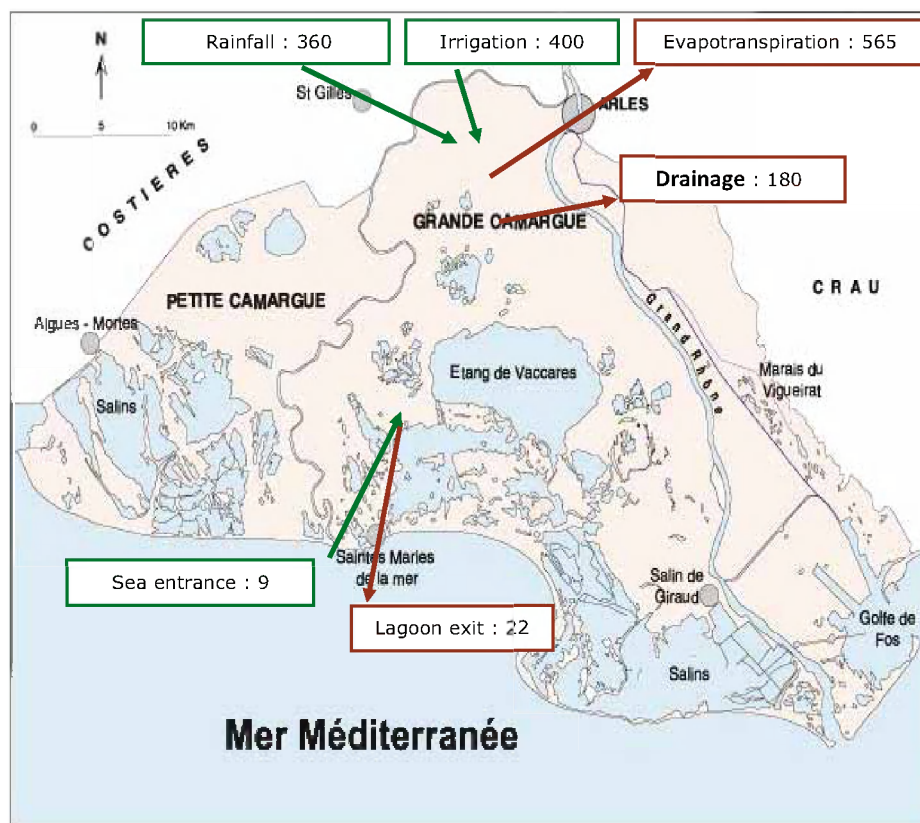 Rainfall : 360
Irrigation : 400
Evapotranspiration : 565
N
St Gilles
ARLES
0 5 10 Km
COSTIERES
Drainage : 180
GRANDE CAMARGUE
CRAU
PETITE CAMARGUE
Grand Rhône
Aigues - Mortes
Etang de Vaccares
Marais du
Vigueirat
Salins
Sea entrance : 9
Saintes Maries
de la mer
Salin de
Giraud
Golfe de
Fos
Lagoon exit : 22
Salins
Mer Méditerranée